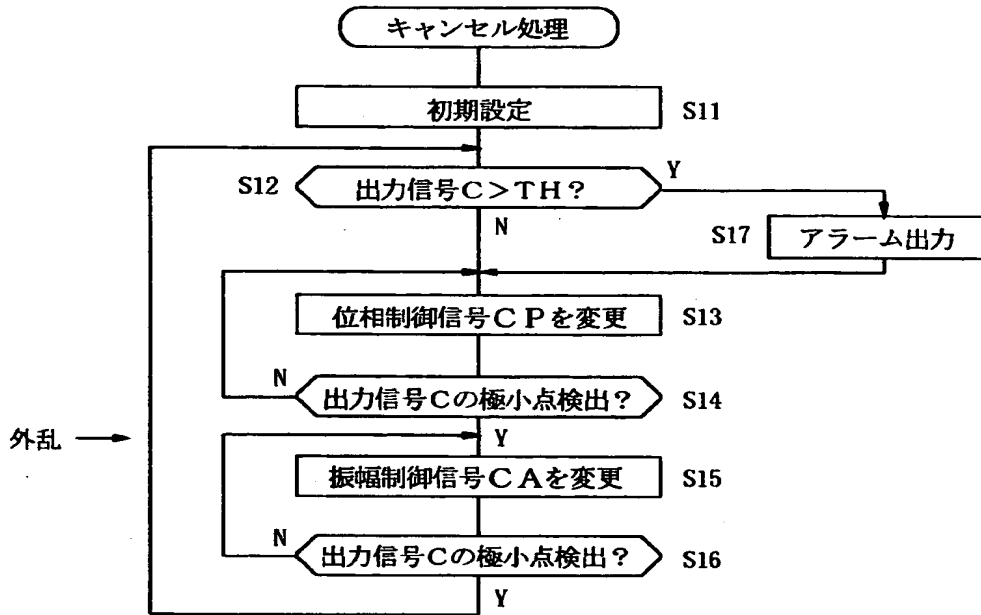 キャンセル処理
初期設定 S11
S12 出力信号C>TH? Y
N
S17 アラーム出力
位相制御信号CPを変更 S13
N 出力信号Cの極小点検出? S14
Y
外乱
振幅制御信号CAを変更 S15
N 出力信号Cの極小点検出? S16
Y